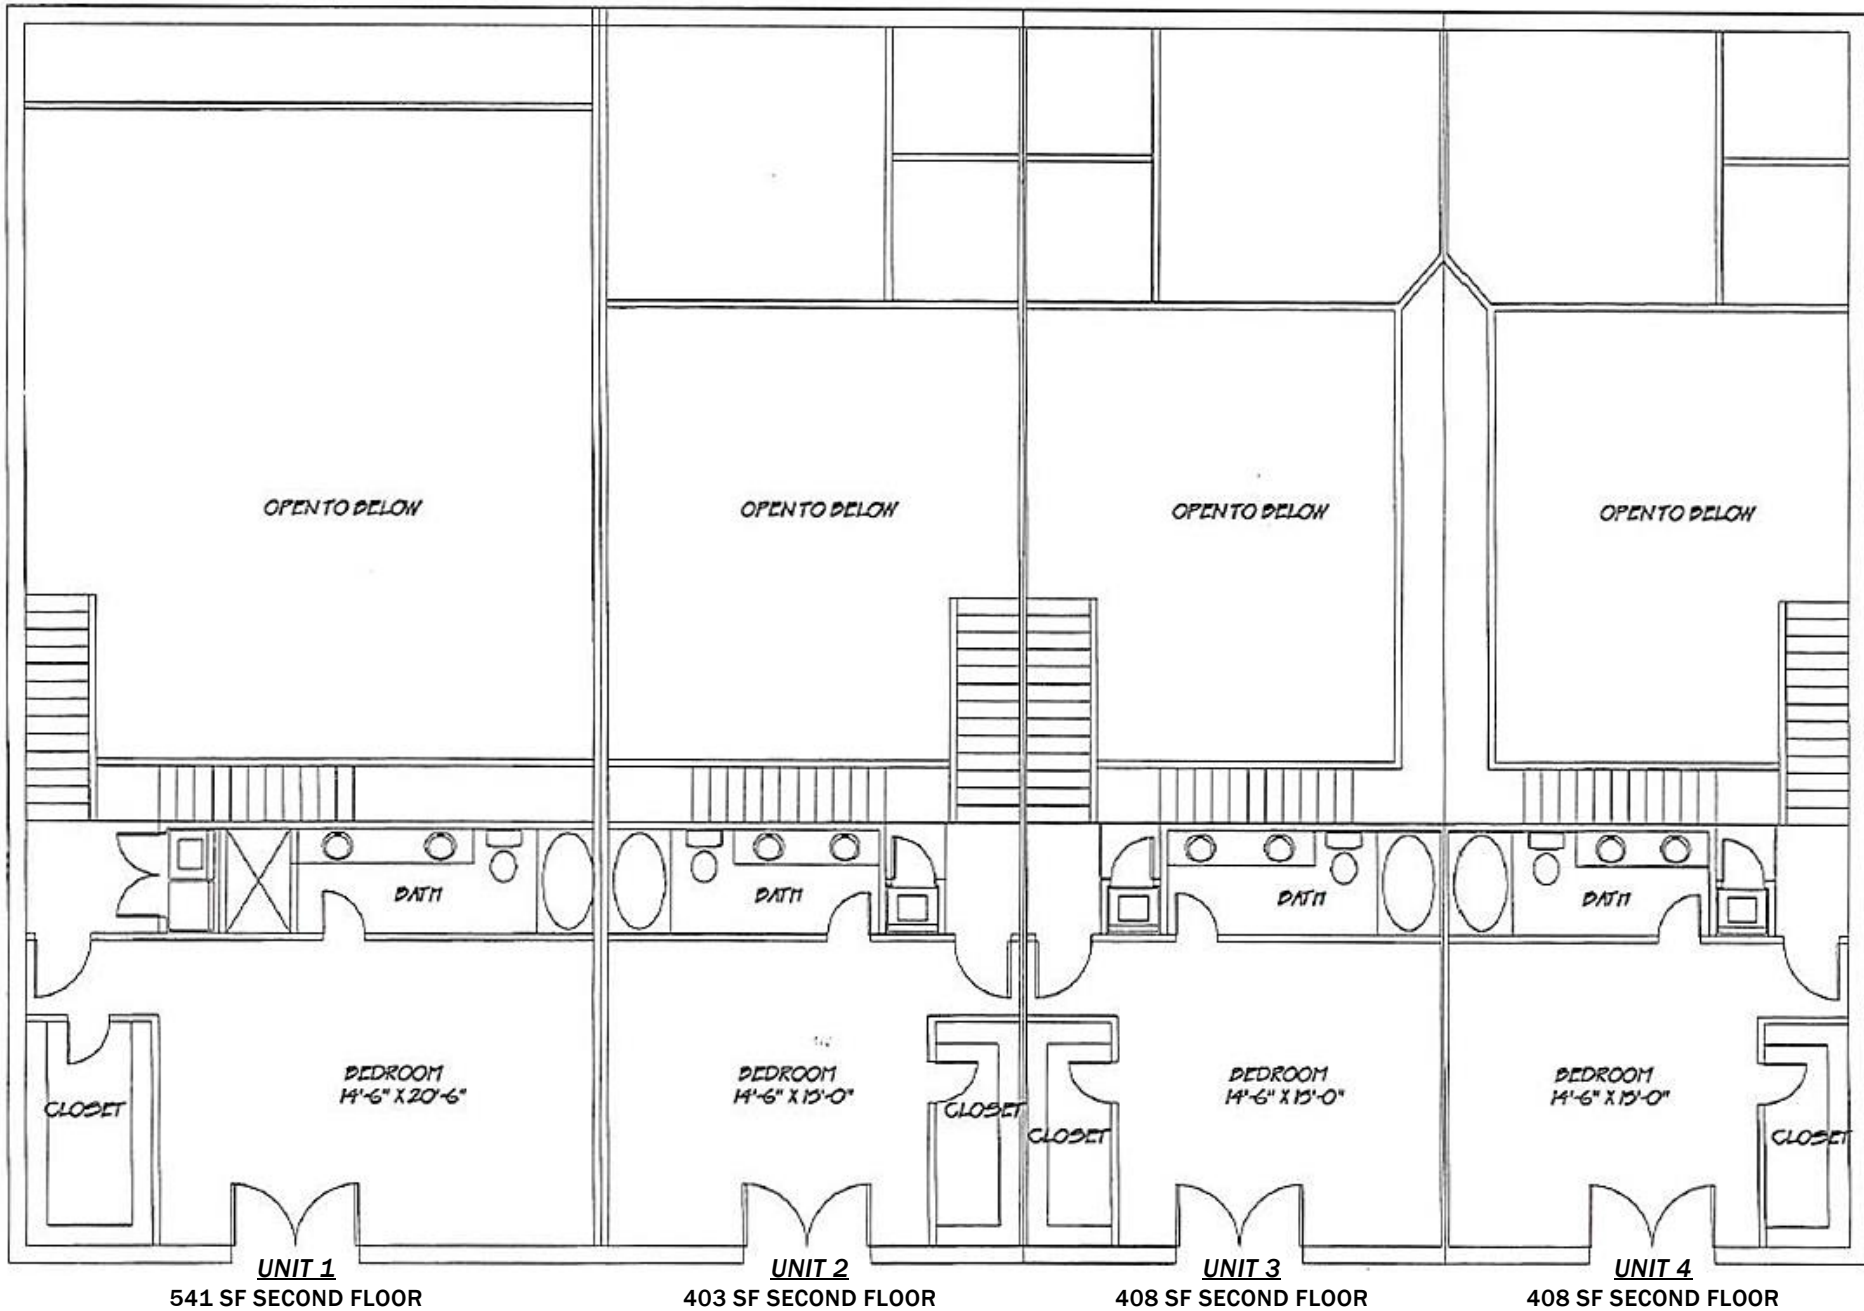 OPEN TO BELOW
OPEN TO BELOW
OPEN TO BELOW
OPEN TO BELOW
BATH
BATH
BATH
BATH
BEDROOM
14'-6" X 20'-6"
BEDROOM
14'-6" X 15'-0"
BEDROOM
14'-6" X 15'-0"
BEDROOM
14'-6" X 15'-0"
CLOSET
CLOSET
CLOSET
CLOSET
UNIT 1
541 SF SECOND FLOOR
UNIT 2
403 SF SECOND FLOOR
UNIT 3
408 SF SECOND FLOOR
UNIT 4
408 SF SECOND FLOOR